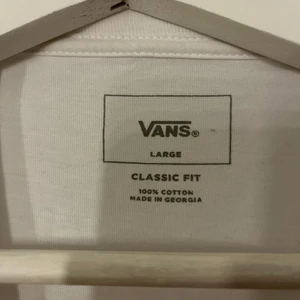 VANS®
LARGE
CLASSIC FIT
100% COTTON
MADE IN GEORGIA